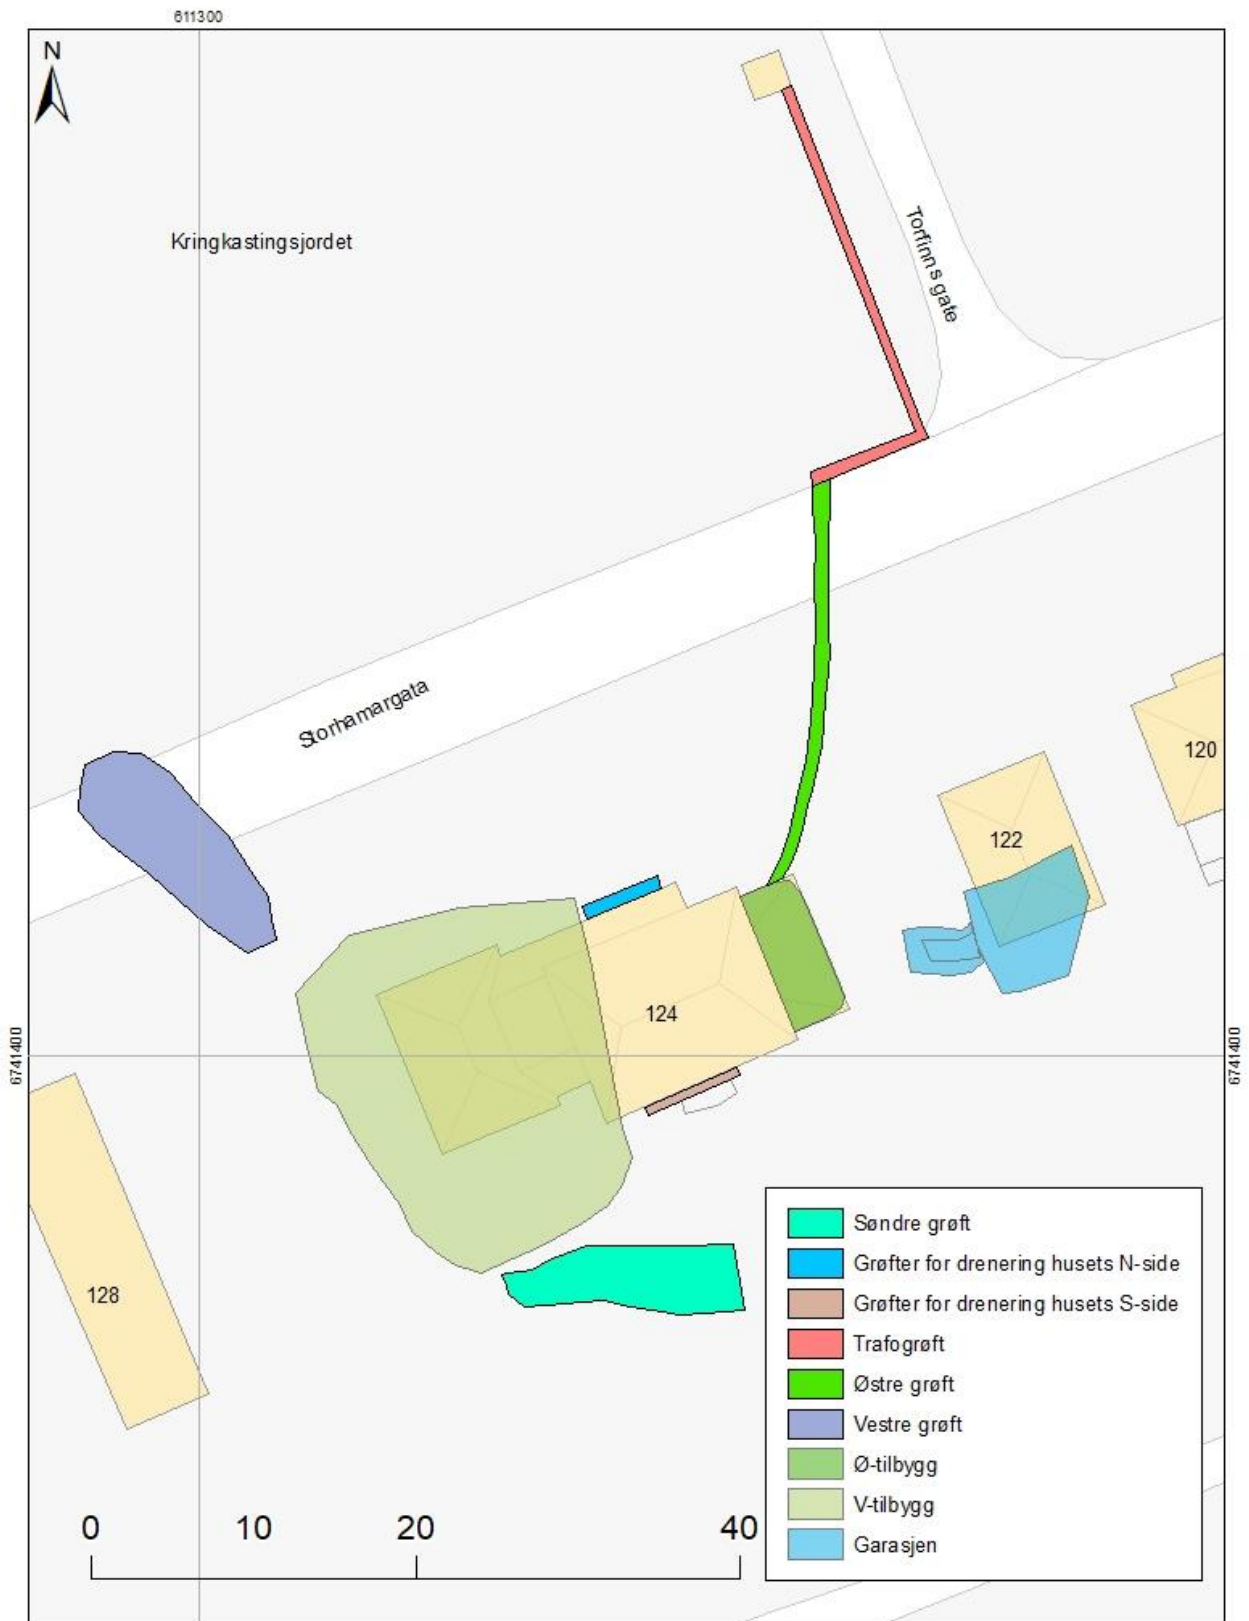 611300
N
Kringkastingsjordet
Torfinns gate
Storhamargata
120
122
124
6741400
6741400
128
Søndre grøft
Grøfter for drenering husets N-side
Grøfter for drenering husets S-side
Trafogrøft
Østre grøft
Vestre grøft
Ø-tilbygg
V-tilbygg
Garasjen
0 10 20 40